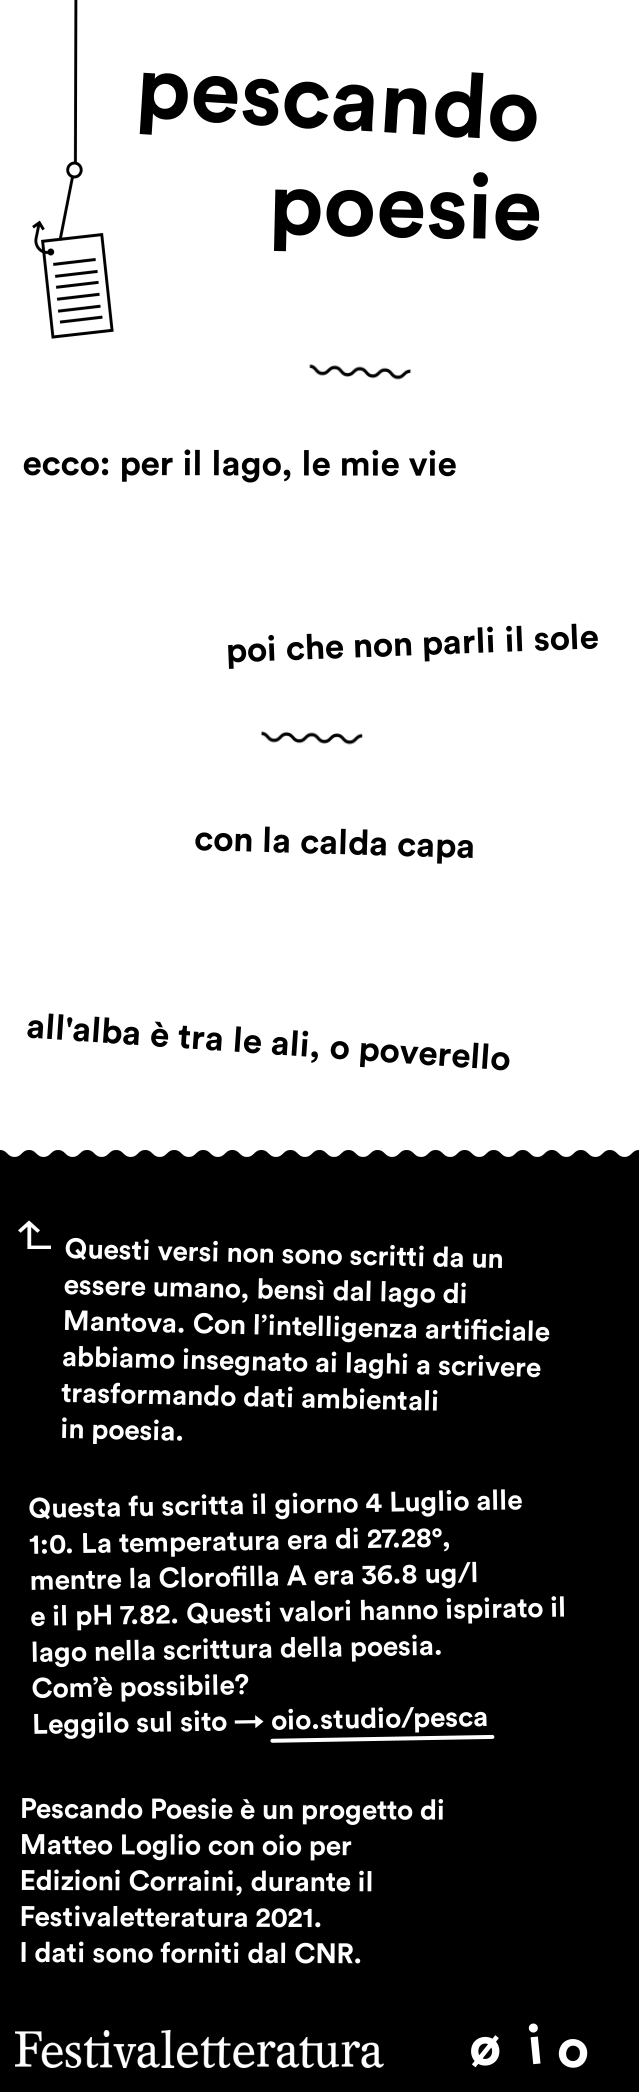 pescando
poesie
ecco: per il lago, le mie vie
poi che non parli il sole
con la calda capa
all'alba è tra le ali, o poverello
Questi versi non sono scritti da un
essere umano, bensì dal lago di
Mantova. Con l’intelligenza artificiale
abbiamo insegnato ai laghi a scrivere
trasformando dati ambientali
in poesia.
Questa fu scritta il giorno 4 Luglio alle
1:0. La temperatura era di 27.28°,
mentre la Clorofilla A era 36.8 ug/l
e il pH 7.82. Questi valori hanno ispirato il
lago nella scrittura della poesia.
Com’è possibile?
Leggilo sul sito → oio.studio/pesca
Pescando Poesie è un progetto di
Matteo Loglio con oio per
Edizioni Corraini, durante il
Festivaletteratura 2021.
I dati sono forniti dal CNR.
Festivaletteratura øio